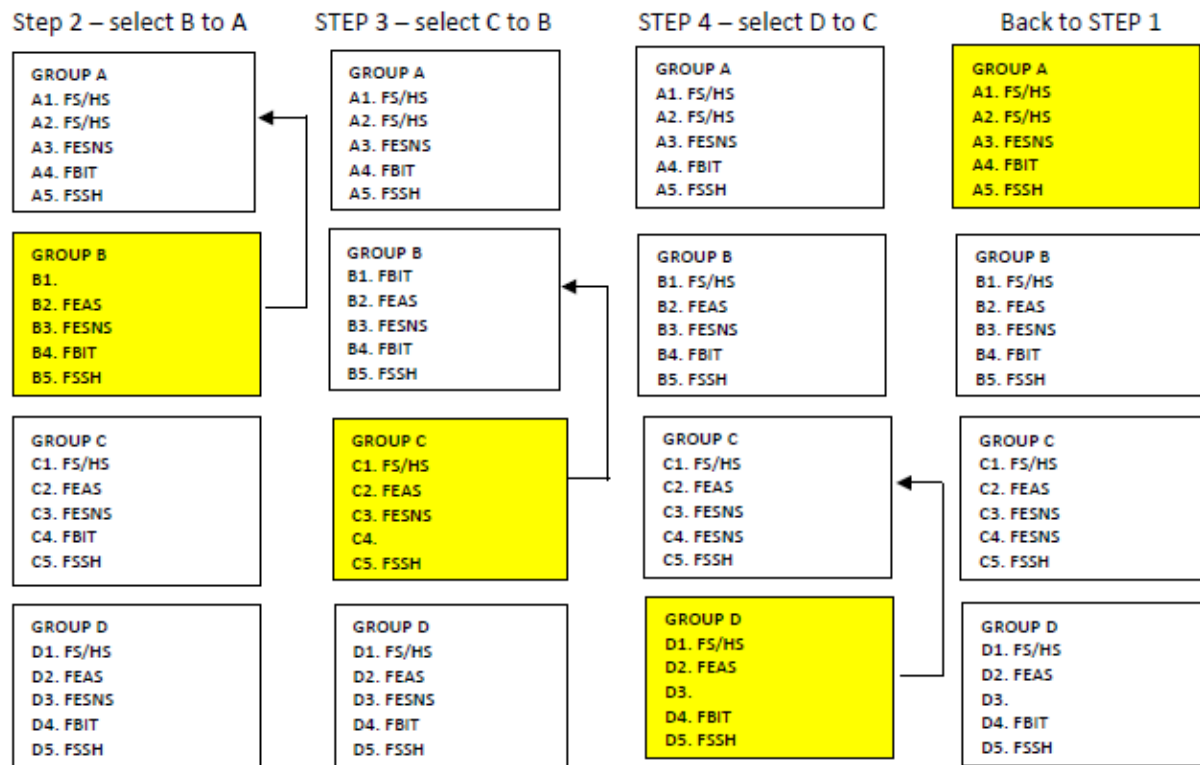 Step 2 – select B to A
GROUP A
A1. FS/HS
A2. FS/HS
A3. FESNS
A4. FBIT
A5. FSSH
GROUP B
B1.
B2. FEAS
B3. FESNS
B4. FBIT
B5. FSSH
GROUP C
C1. FS/HS
C2. FEAS
C3. FESNS
C4. FBIT
C5. FSSH
GROUP D
D1. FS/HS
D2. FEAS
D3. FESNS
D4. FBIT
D5. FSSH
STEP 3 – select C to B
GROUP A
A1. FS/HS
A2. FS/HS
A3. FESNS
A4. FBIT
A5. FSSH
GROUP B
B1. FBIT
B2. FEAS
B3. FESNS
B4. FBIT
B5. FSSH
GROUP C
C1. FS/HS
C2. FEAS
C3. FESNS
C4.
C5. FSSH
GROUP D
D1. FS/HS
D2. FEAS
D3. FESNS
D4. FBIT
D5. FSSH
STEP 4 – select D to C
GROUP A
A1. FS/HS
A2. FS/HS
A3. FESNS
A4. FBIT
A5. FSSH
GROUP B
B1. FS/HS
B2. FEAS
B3. FESNS
B4. FBIT
B5. FSSH
GROUP C
C1. FS/HS
C2. FEAS
C3. FESNS
C4. FESNS
C5. FSSH
GROUP D
D1. FS/HS
D2. FEAS
D3.
D4. FBIT
D5. FSSH
Back to STEP 1
GROUP A
A1. FS/HS
A2. FS/HS
A3. FESNS
A4. FBIT
A5. FSSH
GROUP B
B1. FS/HS
B2. FEAS
B3. FESNS
B4. FBIT
B5. FSSH
GROUP C
C1. FS/HS
C2. FEAS
C3. FESNS
C4. FESNS
C5. FSSH
GROUP D
D1. FS/HS
D2. FEAS
D3.
D4. FBIT
D5. FSSH